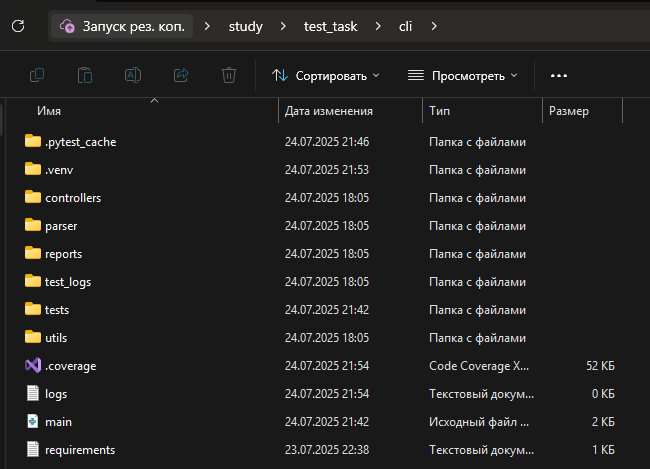 Запуск рез. коп. > study > test_task > cli >
Сортировать Просмотреть
Имя Дата изменения Тип Размер
.pytest_cache 24.07.2025 21:46 Папка с файлами
.venv 24.07.2025 21:53 Папка с файлами
controllers 24.07.2025 18:05 Папка с файлами
parser 24.07.2025 18:05 Папка с файлами
reports 24.07.2025 18:05 Папка с файлами
test_logs 24.07.2025 18:05 Папка с файлами
tests 24.07.2025 21:42 Папка с файлами
utils 24.07.2025 18:05 Папка с файлами
.coverage 24.07.2025 21:54 Code Coverage X... 52 КБ
logs 24.07.2025 21:54 Текстовый докум... 0 КБ
main 24.07.2025 21:42 Исходный файл ... 2 КБ
requirements 23.07.2025 22:38 Текстовый докум... 1 КБ